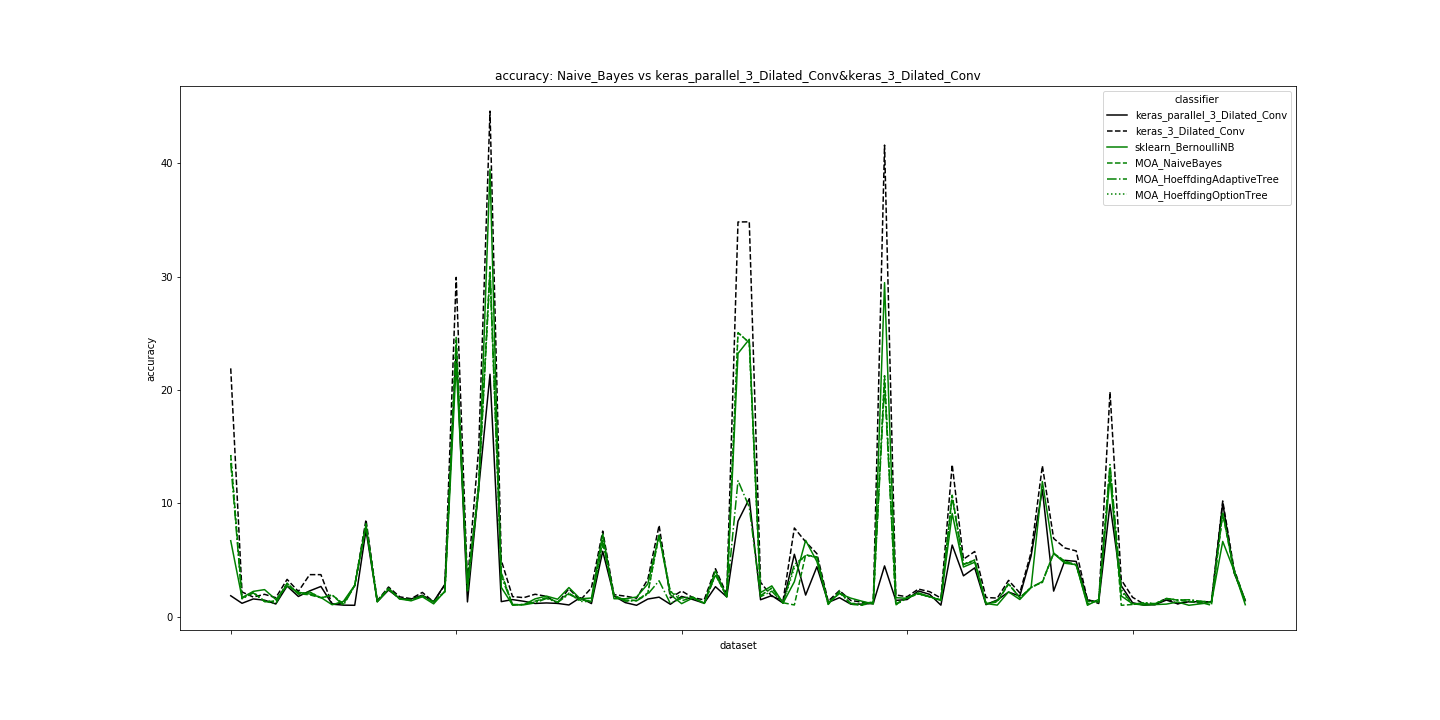 accuracy: Naive_Bayes vs keras_parallel_3_Dilated_Conv&keras_3_Dilated_Conv
classifier
keras_parallel_3_Dilated_Conv
keras_3_Dilated_Conv
sklearn_BernoulliNB
MOA_NaiveBayes
MOA_HoeffdingAdaptiveTree
MOA_HoeffdingOptionTree
accuracy
40
30
20
10
0
dataset